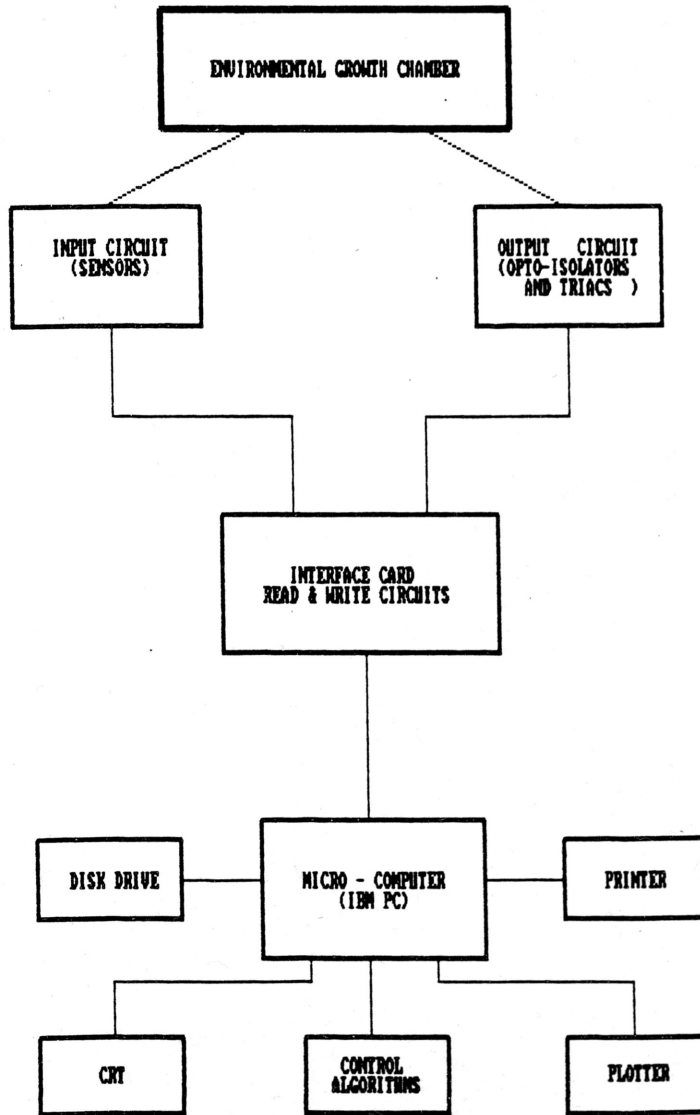 ENVIRONMENTAL GROWTH CHAMBER
INPUT CIRCUIT
(SENSORS)
OUTPUT CIRCUIT
(OPTO-ISOLATORS
AND TRIACS )
INTERFACE CARD
READ & WRITE CIRCUITS
DISK DRIVE
MICRO - COMPUTER
(IBM PC)
PRINTER
CRT
CONTROL
ALGORITHMS
PLOTTER